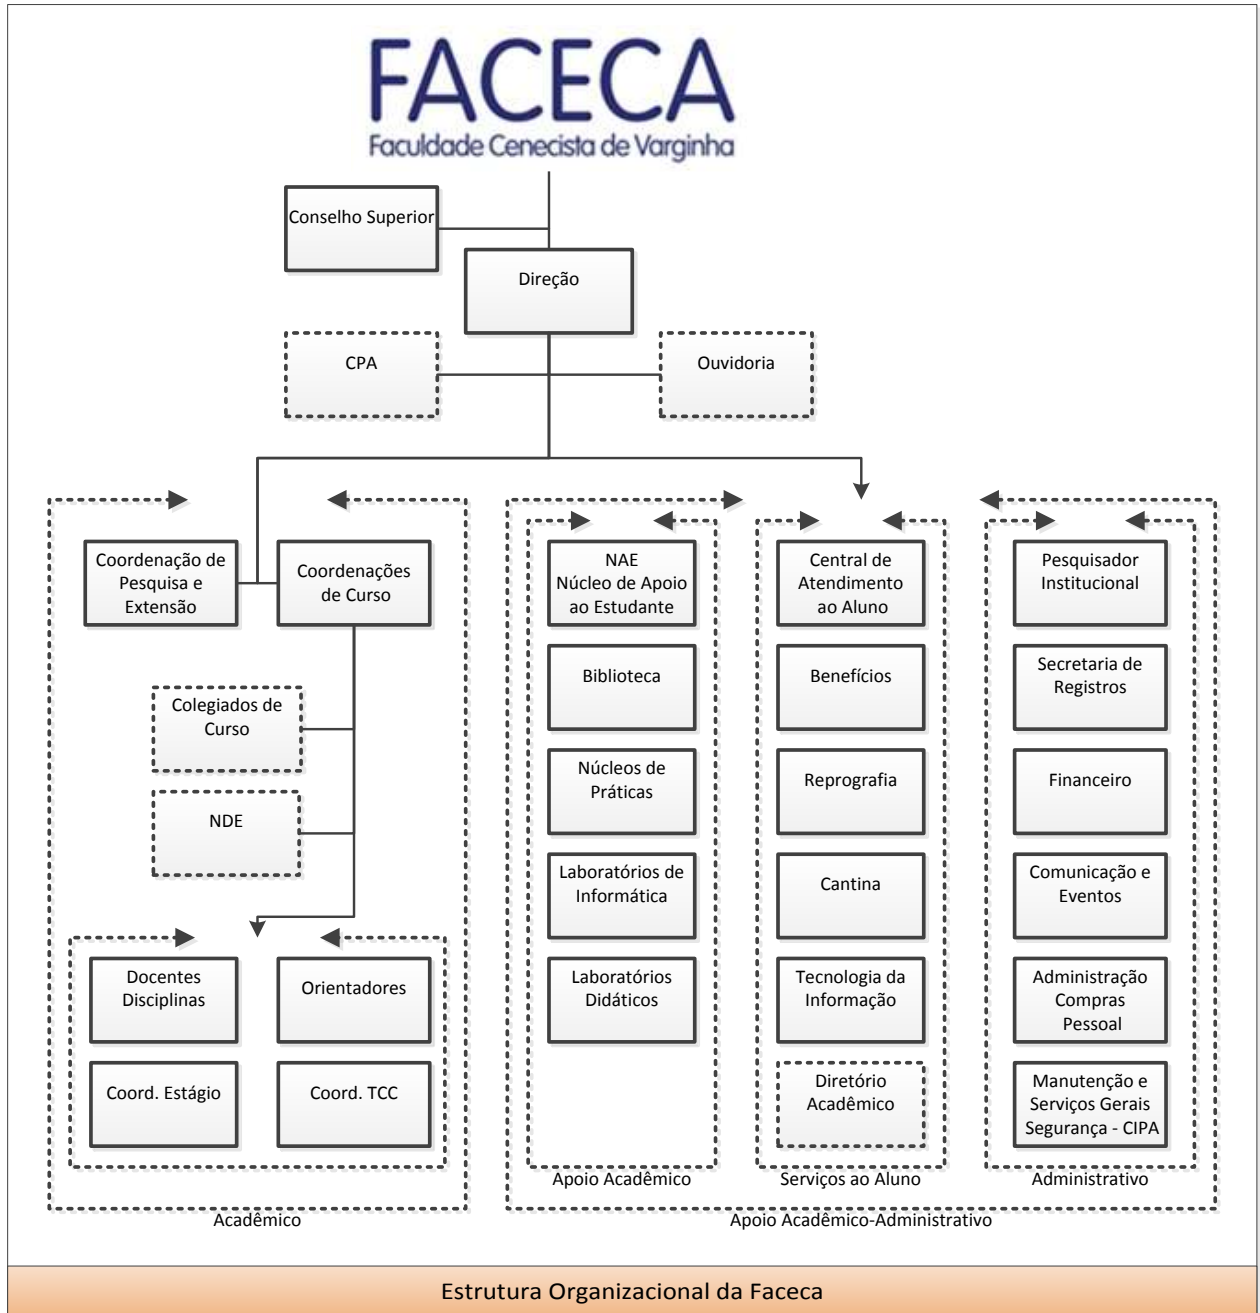 FACECA
Faculdade Cenecista de Varginha
Conselho Superior
Direção
CPA
Ouvidoria
Coordenação de
Pesquisa e
Extensão
Coordenações
de Curso
Colegiados de
Curso
NDE
Docentes
Disciplinas
Orientadores
Coord. Estágio
Coord. TCC
Acadêmico
NAE
Núcleo de Apoio
ao Estudante
Biblioteca
Núcleos de
Práticas
Laboratórios de
Informática
Laboratórios
Didáticos
Apoio Acadêmico
Central de
Atendimento
ao Aluno
Benefícios
Reprografia
Cantina
Tecnologia da
Informação
Diretório
Acadêmico
Serviços ao Aluno
Pesquisador
Institucional
Secretaria de
Registros
Financeiro
Comunicação e
Eventos
Administração
Compras
Pessoal
Manutenção e
Serviços Gerais
Segurança - CIPA
Administrativo
Apoio Acadêmico-Administrativo
Estrutura Organizacional da Faceca